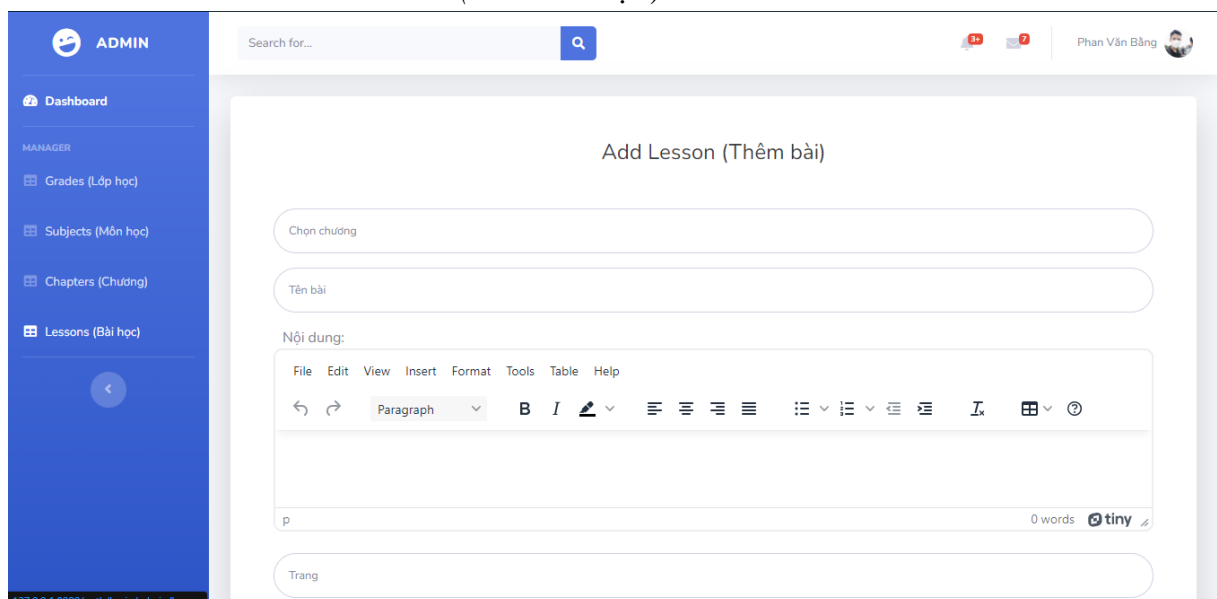 ADMIN
Search for...
3+
7
Phan Văn Bằng
Dashboard
MANAGER
Grades (Lớp học)
Subjects (Môn học)
Chapters (Chương)
Lessons (Bài học)
Add Lesson (Thêm bài)
Chọn chương
Tên bài
Nội dung:
File Edit View Insert Format Tools Table Help
Paragraph B I
p 0 words tiny
Trang